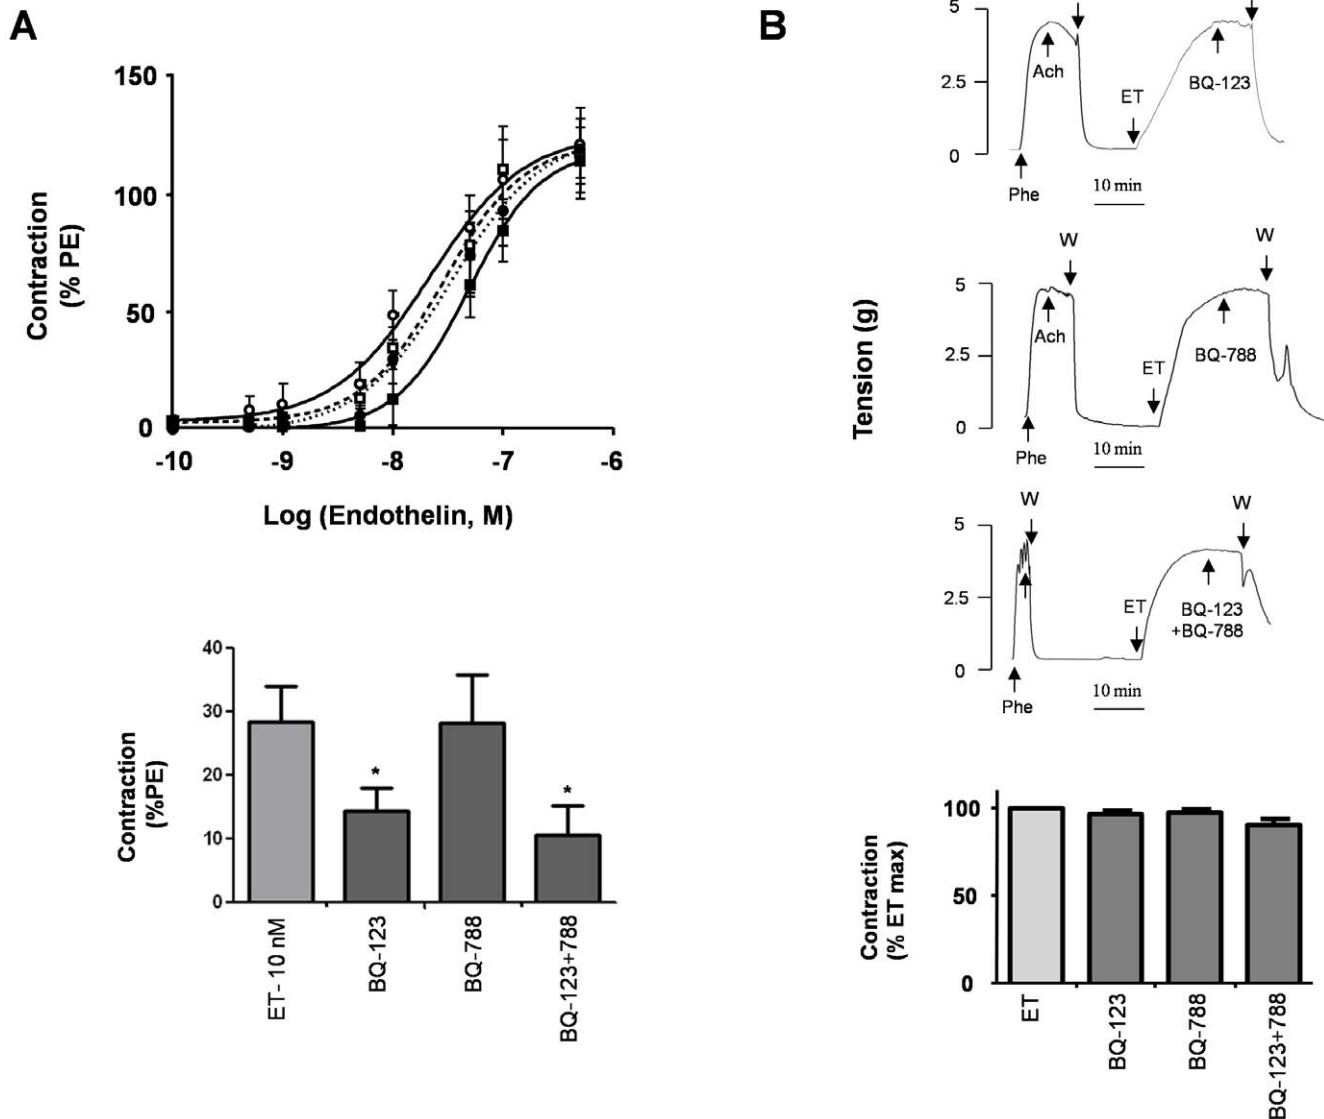 A
150
100
50
0
Contraction
(% PE)
-10 -9 -8 -7 -6
Log (Endothelin, M)
40
30
20
10
0
Contraction
(%PE)
*
*
ET- 10 nM
BQ-123
BQ-788
BQ-123+788
B
Tension (g)
5
2.5
0
Ach
ET
BQ-123
Phe
10 min
W
W
5
2.5
0
Ach
ET
BQ-788
Phe
10 min
W
W
5
2.5
0
ET
BQ-123
+BQ-788
Phe
10 min
100
50
0
Contraction
(% ET max)
ET
BQ-123
BQ-788
BQ-123+788